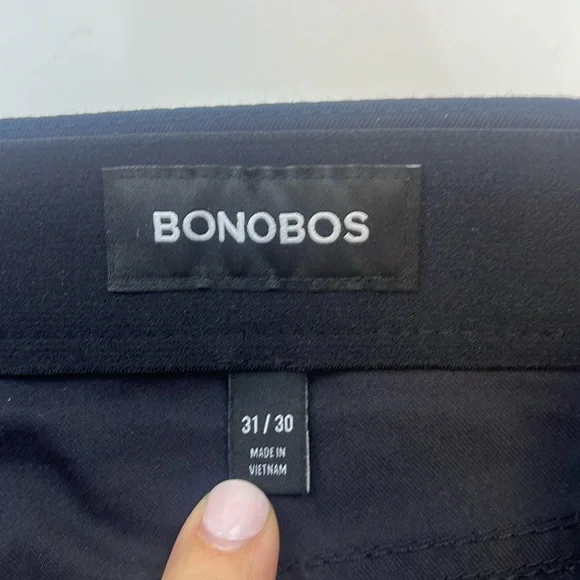 BONOBOS
31 / 30
MADE IN
VIETNAM